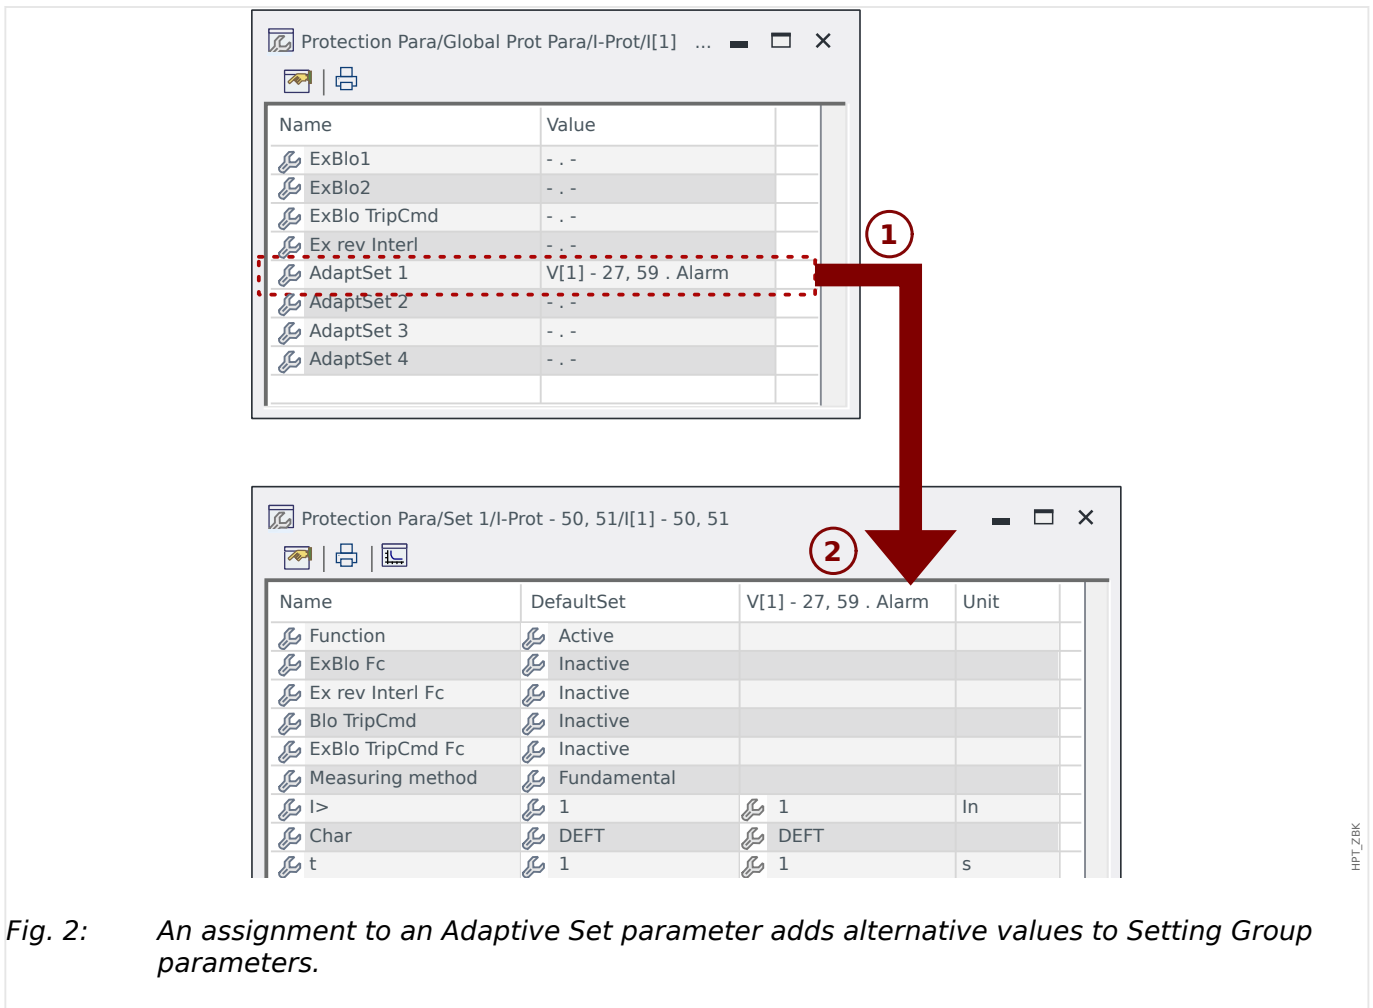 Protection Para/Global Prot Para/I-Prot/I[1] ...
Name Value
ExBlo1 - . -
ExBlo2 - . -
ExBlo TripCmd - . -
Ex rev Interl - . -
AdaptSet 1 V[1] - 27, 59 . Alarm
AdaptSet 2 - . -
AdaptSet 3 - . -
AdaptSet 4 - . -
1
Protection Para/Set 1/I-Prot - 50, 51/I[1] - 50, 51
2
Name DefaultSet V[1] - 27, 59 . Alarm Unit
Function Active
ExBlo Fc Inactive
Ex rev Interl Fc Inactive
Blo TripCmd Inactive
ExBlo TripCmd Fc Inactive
Measuring method Fundamental
I> 1 1 In
Char DEFT DEFT
t 1 1 s
HPT_ZBK
Fig. 2: An assignment to an Adaptive Set parameter adds alternative values to Setting Group
parameters.